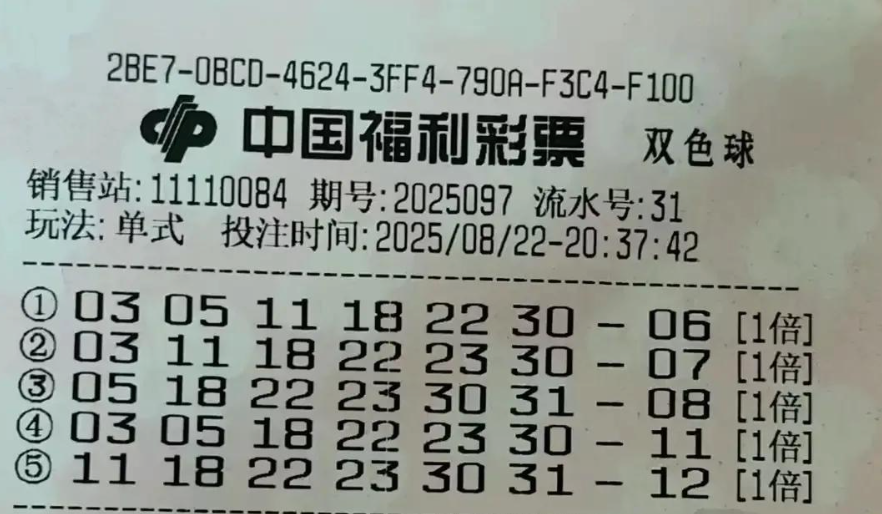 2BE7-0BCD-4624-3FF4-790A-F3C4-F100
中国福利彩票 双色球
销售站:11110084 期号:2025097 流水号:31
玩法:单式 投注时间:2025/08/22-20:37:42
① 03 05 11 18 22 30 - 06 [1倍]
② 03 11 18 22 23 30 - 07 [1倍]
③ 05 18 22 23 30 31 - 08 [1倍]
④ 03 05 18 22 23 30 - 11 [1倍]
⑤ 11 18 22 23 30 31 - 12 [1倍]